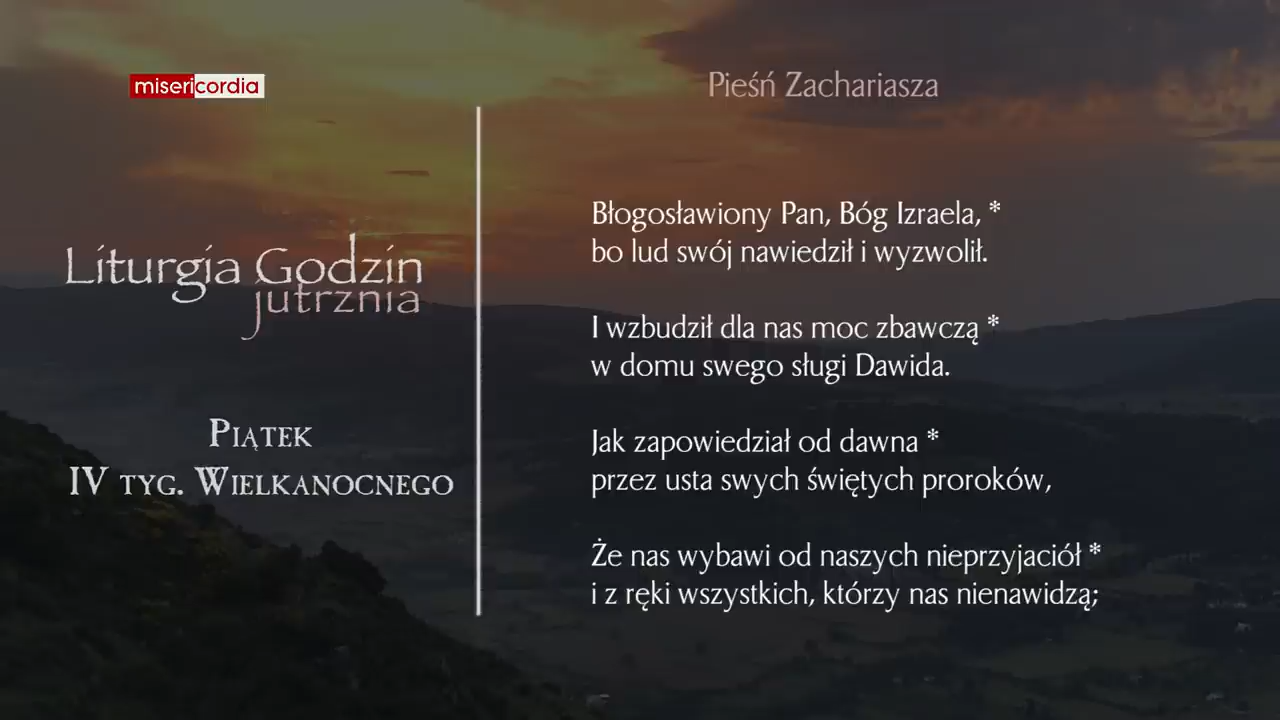 misericordia
Pieśń Zachariasza
Liturgia Godzin
jutrznia
Piątek
IV tyg. Wielkanocnego
Błogosławiony Pan, Bóg Izraela, *
bo lud swój nawiedził i wyzwolił.
I wzbudził dla nas moc zbawczą *
w domu swego sługi Dawida.
Jak zapowiedział od dawna *
przez usta swych świętych proroków,
Że nas wybawi od naszych nieprzyjaciół *
i z ręki wszystkich, którzy nas nienawidzą;